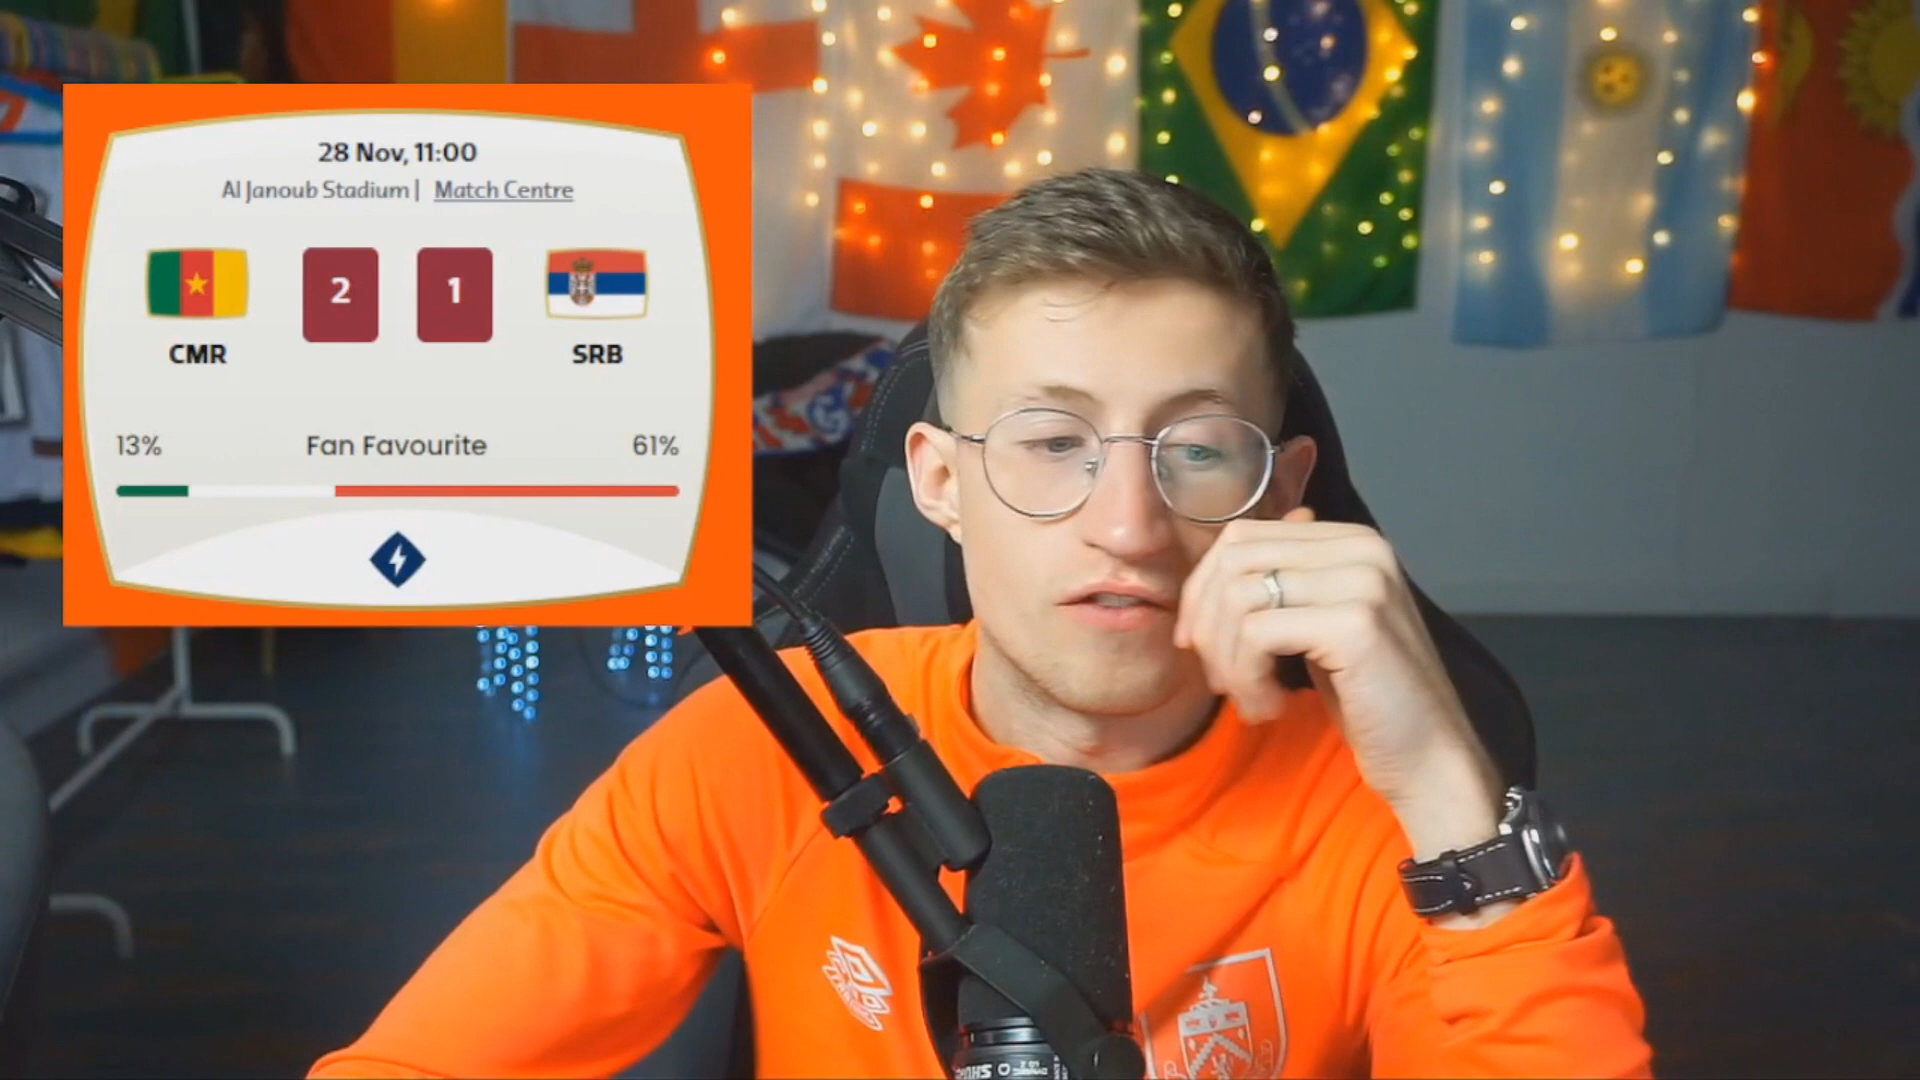 28 Nov, 11:00
Al Janoub Stadium | Match Centre
2 1
CMR SRB
13% Fan Favourite 61%